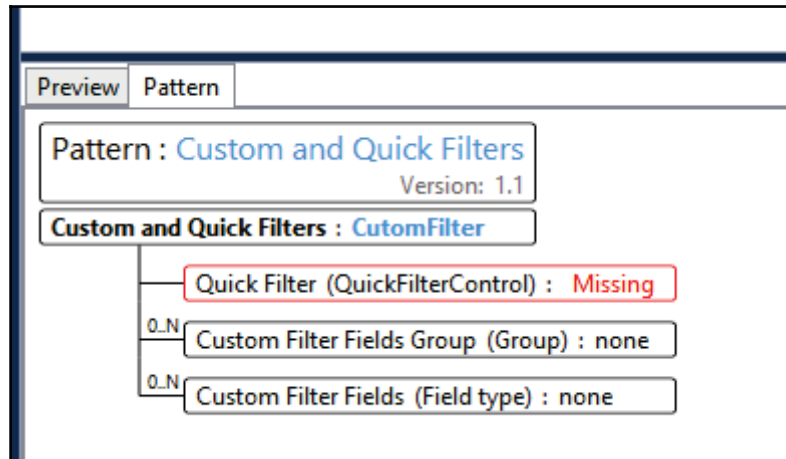 Preview Pattern
Pattern : Custom and Quick Filters
Version: 1.1
Custom and Quick Filters : CutomFilter
Quick Filter (QuickFilterControl) : Missing
0..N Custom Filter Fields Group (Group) : none
0..N Custom Filter Fields (Field type) : none